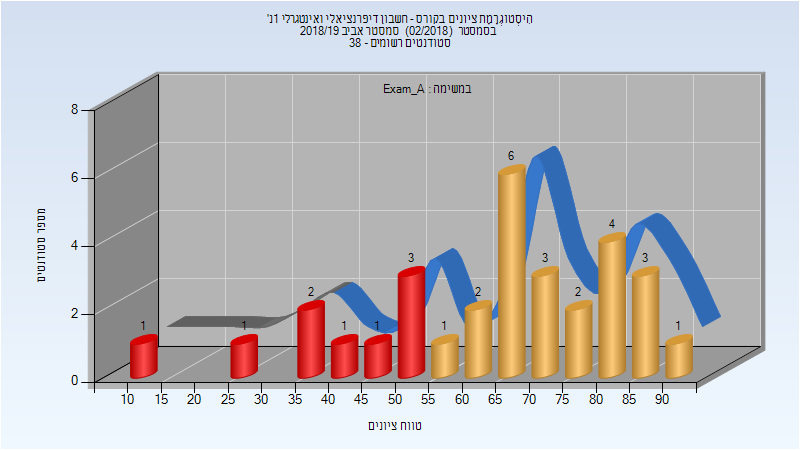 הִיסְטוֹגְרָמַת ציונים בקורס - חשבון דיפרנציאלי ואינטגרלי 1נ'
בסמסטר (02/2018) סמסטר אביב 2018/19
סטודנטים רשומים - 38
במשימה : Exam_A
מספר סטודנטים
8
6
4
2
0
1
1
2
1
1
3
1
2
6
3
2
4
3
1
10 15 20 25 30 35 40 45 50 55 60 65 70 75 80 85 90
טווח ציונים